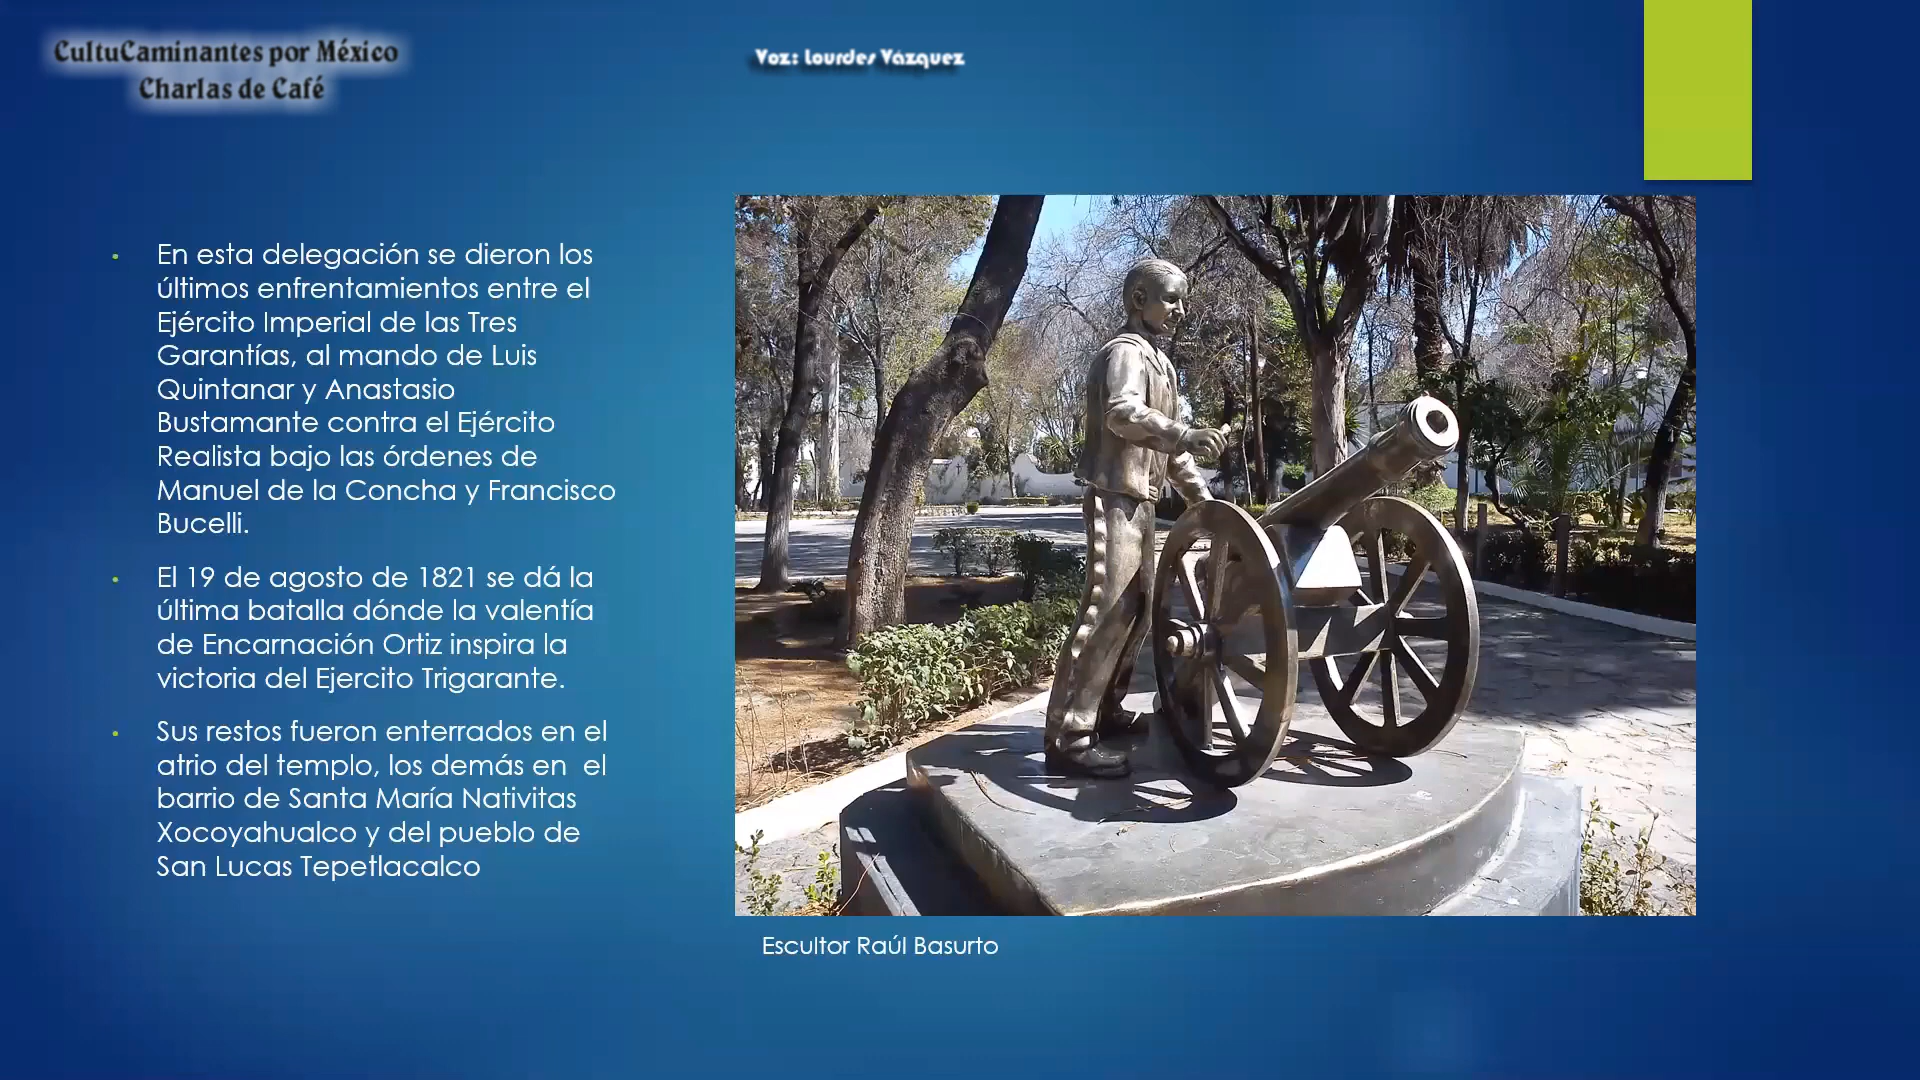 CultuCaminantes por México
Charlas de Café
Voz: Lourdes Vázquez
En esta delegación se dieron los
últimos enfrentamientos entre el
Ejército Imperial de las Tres
Garantías, al mando de Luis
Quintanar y Anastasio
Bustamante contra el Ejército
Realista bajo las órdenes de
Manuel de la Concha y Francisco
Bucelli.
El 19 de agosto de 1821 se dá la
última batalla dónde la valentía
de Encarnación Ortiz inspira la
victoria del Ejercito Trigarante.
Sus restos fueron enterrados en el
atrio del templo, los demás en el
barrio de Santa María Nativitas
Xocoyahualco y del pueblo de
San Lucas Tepetlacalco
Escultor Raúl Basurto